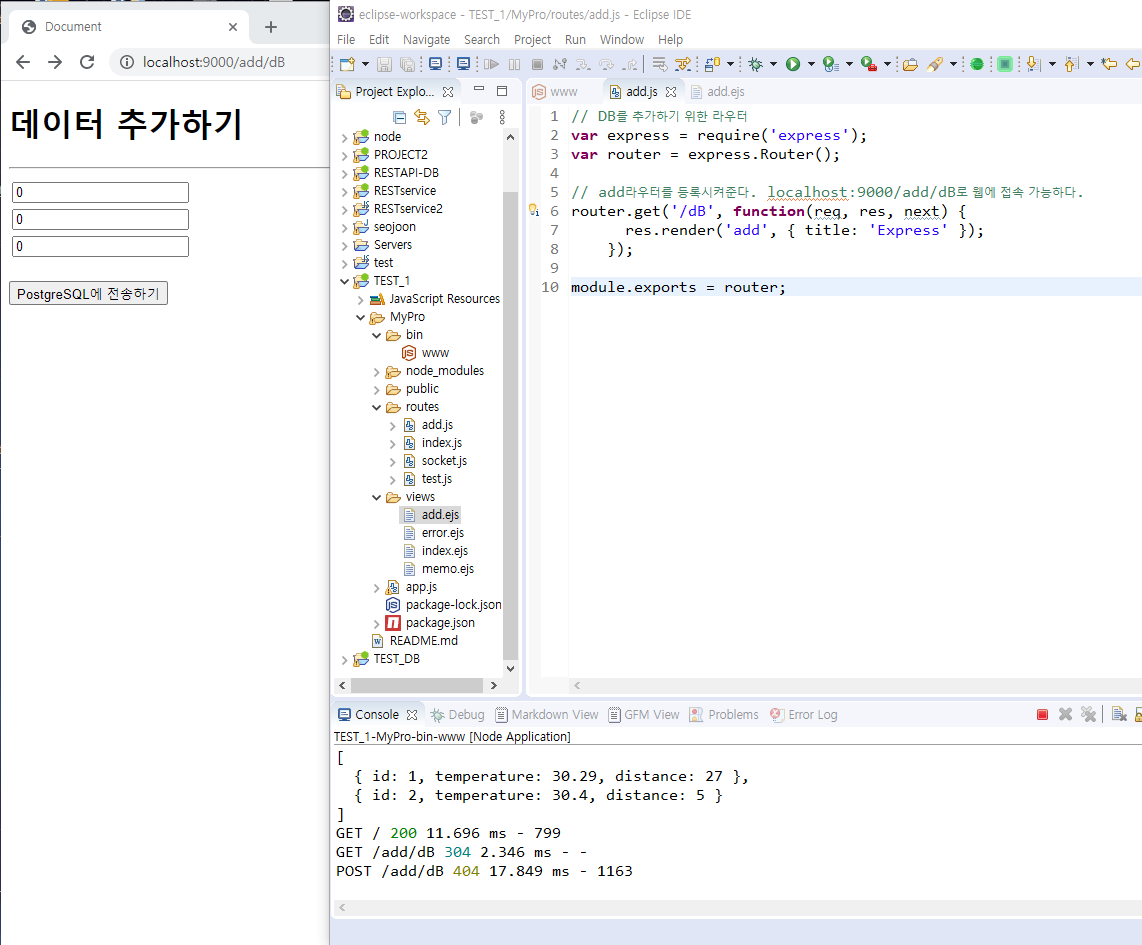 Document
localhost:9000/add/dB
데이터 추가하기
0
0
0
PostgreSQL에 전송하기
eclipse-workspace - TEST_1/MyPro/routes/add.js - Eclipse IDE
File Edit Navigate Search Project Run Window Help
Project Explo...
node
PROJECT2
RESTAPI-DB
RESTservice
RESTservice2
seojoon
Servers
test
TEST_1
JavaScript Resources
MyPro
bin
www
node_modules
public
routes
add.js
index.js
socket.js
test.js
views
add.ejs
error.ejs
index.ejs
memo.ejs
app.js
package-lock.json
package.json
README.md
TEST_DB
www add.js add.ejs
1 // DB를 추가하기 위한 라우터
2 var express = require('express');
3 var router = express.Router();
4
5 // add라우터를 등록시켜준다. localhost:9000/add/dB로 웹에 접속 가능하다.
6 router.get('/dB', function(req, res, next) {
7 res.render('add', { title: 'Express' });
8 });
9
10 module.exports = router;
Console Debug Markdown View GFM View Problems Error Log
TEST_1-MyPro-bin-www [Node Application]
[
{ id: 1, temperature: 30.29, distance: 27 },
{ id: 2, temperature: 30.4, distance: 5 }
]
GET / 200 11.696 ms - 799
GET /add/dB 304 2.346 ms - -
POST /add/dB 404 17.849 ms - 1163